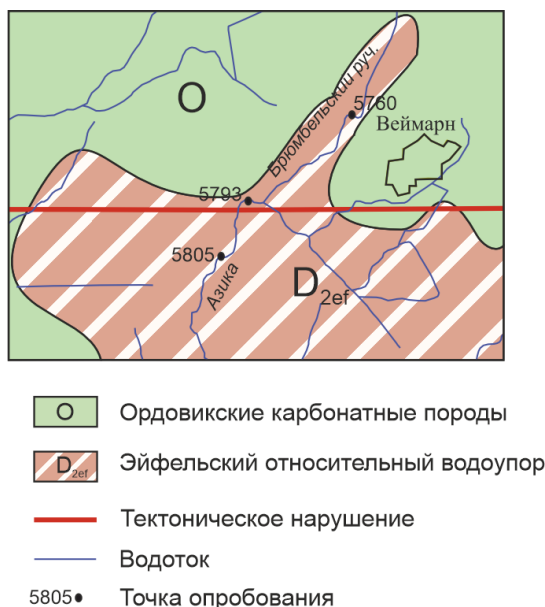 O
Брюмбельский руч.
5760
Веймарн
5793
5805
Азика
D2ef
O Ордовикские карбонатные породы
D2ef Эйфельский относительный водоупор
Тектоническое нарушение
Водоток
5805 Точка опробования